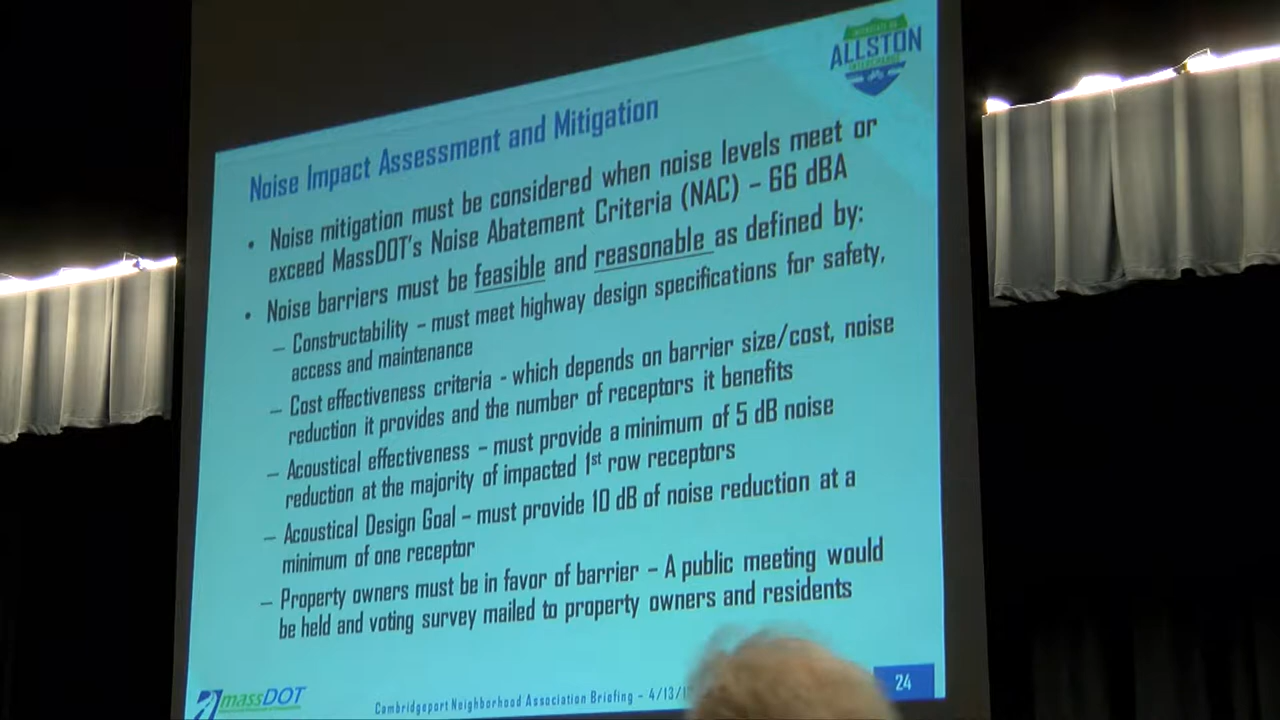 ALLSTON
Noise Impact Assessment and Mitigation
• Noise mitigation must be considered when noise levels meet or
exceed MassDOT's Noise Abatement Criteria (NAC) – 66 dBA
• Noise barriers must be feasible and reasonable as defined by:
– Constructability – must meet highway design specifications for safety,
access and maintenance
– Cost effectiveness criteria - which depends on barrier size/cost, noise
reduction it provides and the number of receptors it benefits
– Acoustical effectiveness – must provide a minimum of 5 dB noise
reduction at the majority of impacted 1st row receptors
– Acoustical Design Goal – must provide 10 dB of noise reduction at a
minimum of one receptor
– Property owners must be in favor of barrier – A public meeting would
be held and voting survey mailed to property owners and residents
massDOT
Cambridgeport Neighborhood Association Briefing – 4/13/
24